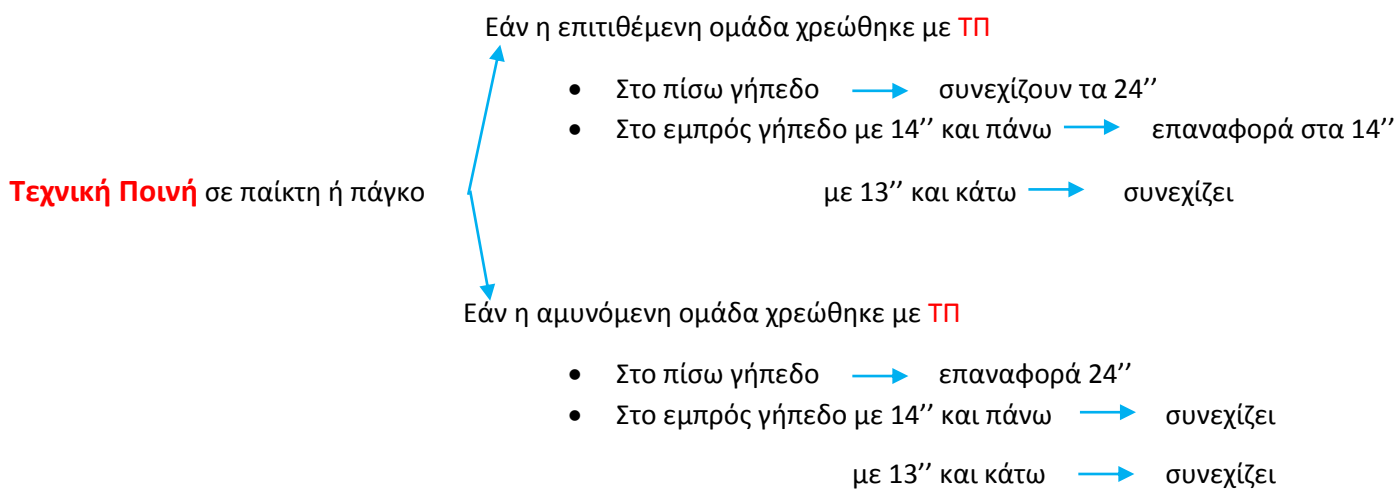 Εάν η επιτιθέμενη ομάδα χρεώθηκε με ΤΠ
• Στο πίσω γήπεδο συνεχίζουν τα 24’’
• Στο εμπρός γήπεδο με 14’’ και πάνω επαναφορά στα 14’’
Τεχνική Ποινή σε παίκτη ή πάγκο
με 13’’ και κάτω συνεχίζει
Εάν η αμυνόμενη ομάδα χρεώθηκε με ΤΠ
• Στο πίσω γήπεδο επαναφορά 24’’
• Στο εμπρός γήπεδο με 14’’ και πάνω συνεχίζει
με 13’’ και κάτω συνεχίζει